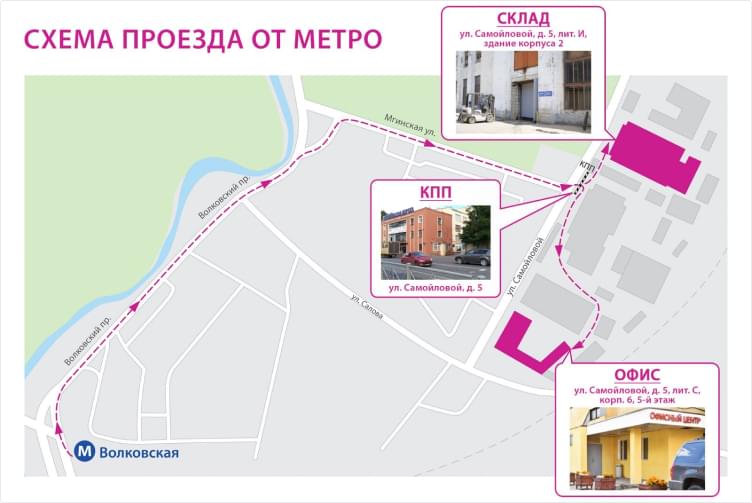 СХЕМА ПРОЕЗДА ОТ МЕТРО
СКЛАД
ул. Самойловой, д. 5, лит. И,
здание корпуса 2
Мгинская ул.
КПП
Волковский пр.
КПП
ул. Самойловой, д. 5
ул. Самойловой
ул. Салова
Волковский пр.
ОФИС
ул. Самойловой, д. 5, лит. С,
корп. 6, 5-й этаж
ОФИСНЫЙ ЦЕНТР
М Волковская